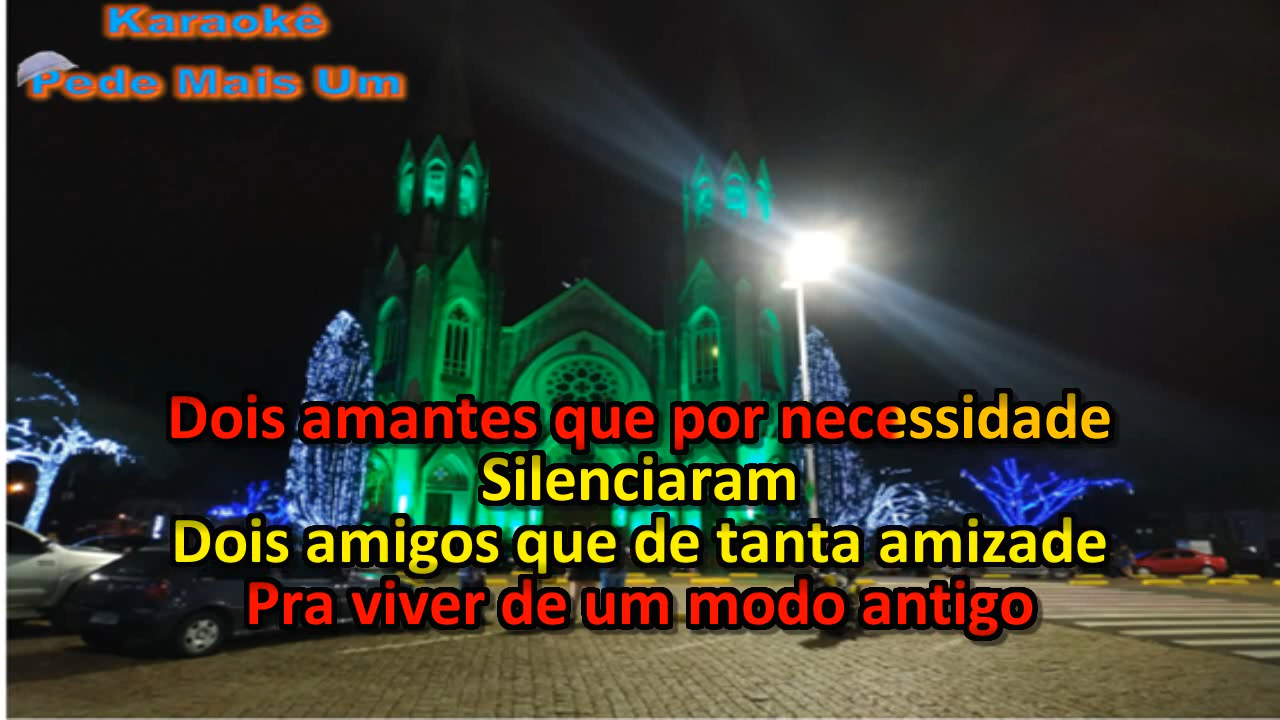 Karaokê
Pede Mais Um
Dois amantes que por necessidade
Silenciaram
Dois amigos que de tanta amizade
Pra viver de um modo antigo